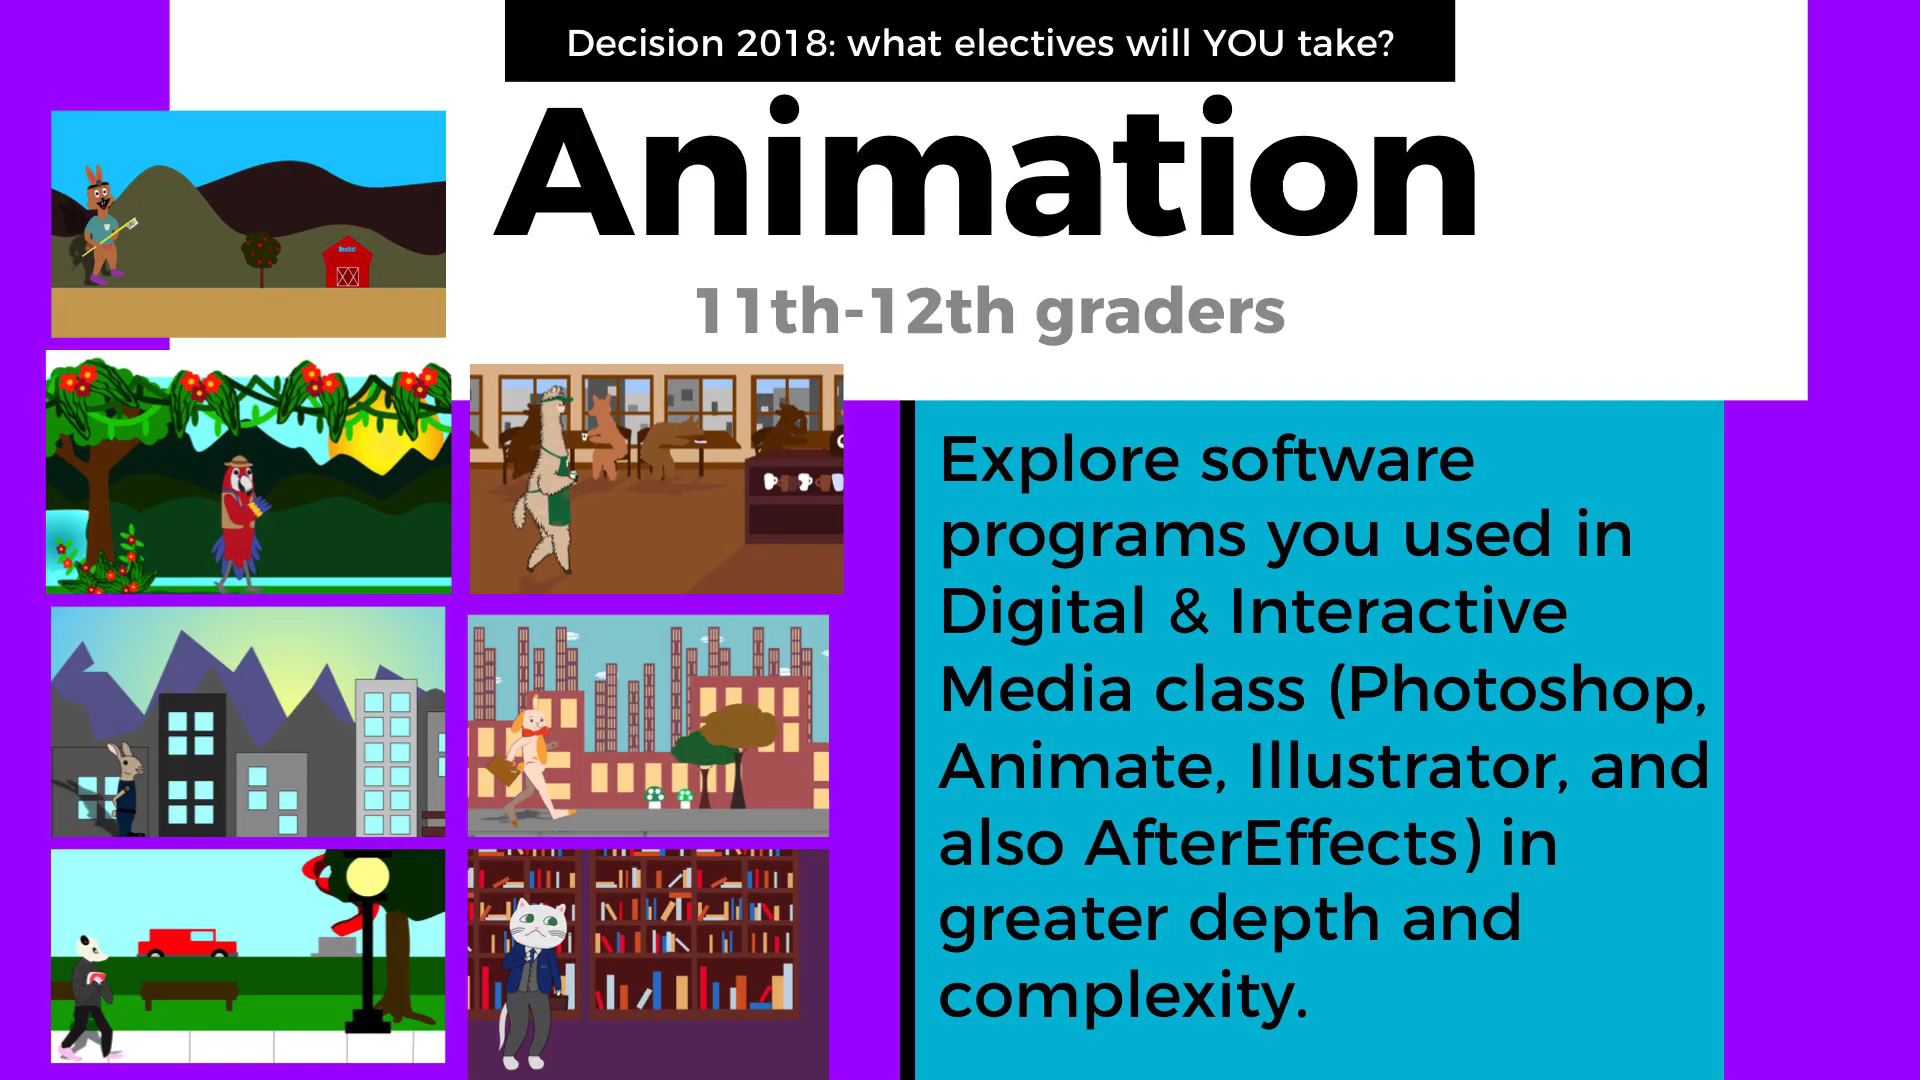 Decision 2018: what electives will YOU take?
Animation
11th-12th graders
Dentist
Explore software
programs you used in
Digital & Interactive
Media class (Photoshop,
Animate, Illustrator, and
also AfterEffects) in
greater depth and
complexity.